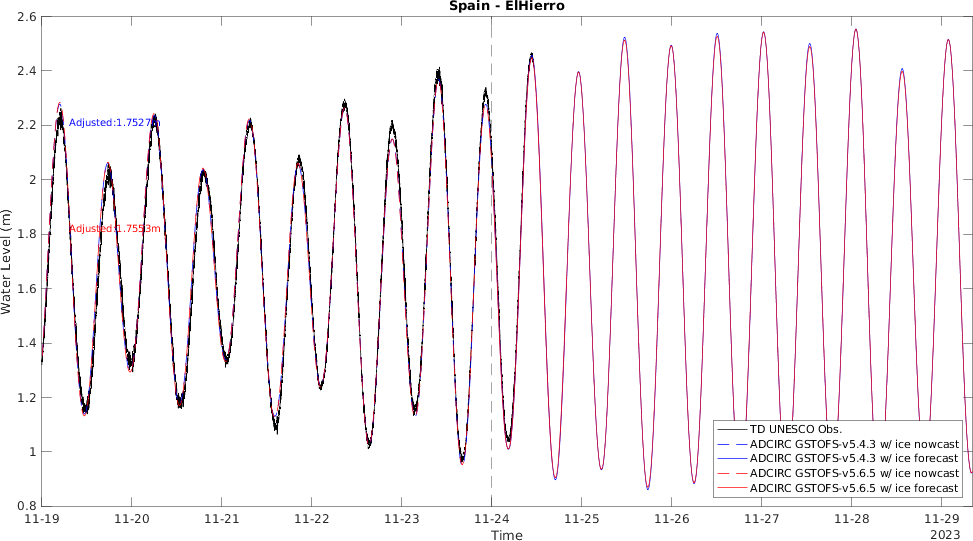 Spain - ElHierro
2.6
2.4
2.2
2
1.8
1.6
1.4
1.2
1
0.8
Water Level (m)
Adjusted:1.7527m
Adjusted:1.7553m
TD UNESCO Obs.
ADCIRC GSTOFS-v5.4.3 w/ ice nowcast
ADCIRC GSTOFS-v5.4.3 w/ ice forecast
ADCIRC GSTOFS-v5.6.5 w/ ice nowcast
ADCIRC GSTOFS-v5.6.5 w/ ice forecast
11-19 11-20 11-21 11-22 11-23 11-24 11-25 11-26 11-27 11-28 11-29
2023
Time